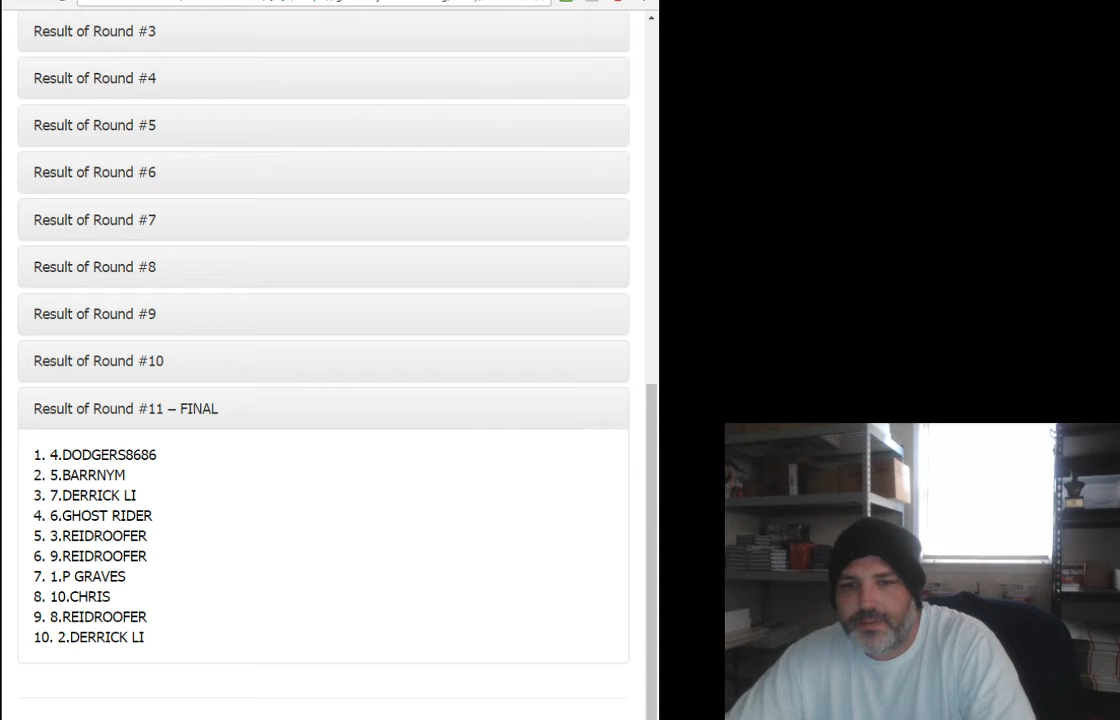 Result of Round #3
Result of Round #4
Result of Round #5
Result of Round #6
Result of Round #7
Result of Round #8
Result of Round #9
Result of Round #10
Result of Round #11 – FINAL
1. 4.DODGERS8686
2. 5.BARRNYM
3. 7.DERRICK LI
4. 6.GHOST RIDER
5. 3.REIDROOFER
6. 9.REIDROOFER
7. 1.P GRAVES
8. 10.CHRIS
9. 8.REIDROOFER
10. 2.DERRICK LI